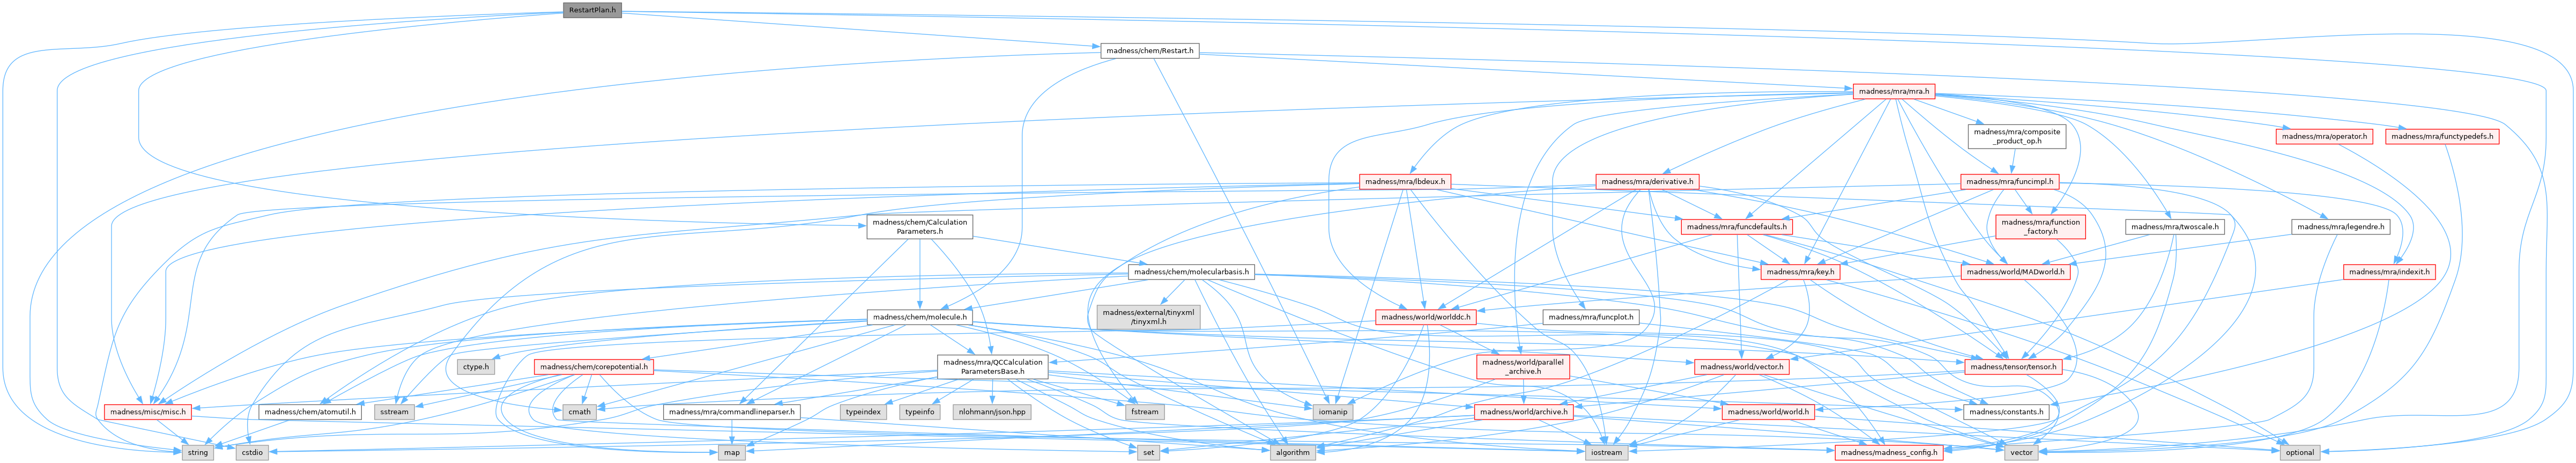 RestartPlan.h
madness/chem/Restart.h
madness/mra/mra.h
madness/mra/composite
_product_op.h
madness/mra/operator.h
madness/mra/functypedefs.h
madness/mra/lbdeux.h
madness/mra/derivative.h
madness/mra/funcimpl.h
madness/chem/Calculation
Parameters.h
madness/mra/funcdefaults.h
madness/mra/function
_factory.h
madness/mra/twoscale.h
madness/mra/legendre.h
madness/chem/molecularbasis.h
madness/mra/key.h
madness/world/MADworld.h
madness/mra/indexit.h
madness/external/tinyxml
/tinyxml.h
madness/chem/molecule.h
madness/world/worlddc.h
madness/mra/funcplot.h
ctype.h
madness/chem/corepotential.h
madness/mra/QCCalculation
ParametersBase.h
madness/world/parallel
_archive.h
madness/world/vector.h
madness/tensor/tensor.h
madness/misc/misc.h
madness/chem/atomutil.h
sstream
cmath
madness/mra/commandlineparser.h
typeindex
typeinfo
nlohmann/json.hpp
fstream
iomanip
madness/world/archive.h
madness/world/world.h
madness/constants.h
string
cstdio
map
set
algorithm
iostream
madness/madness_config.h
vector
optional